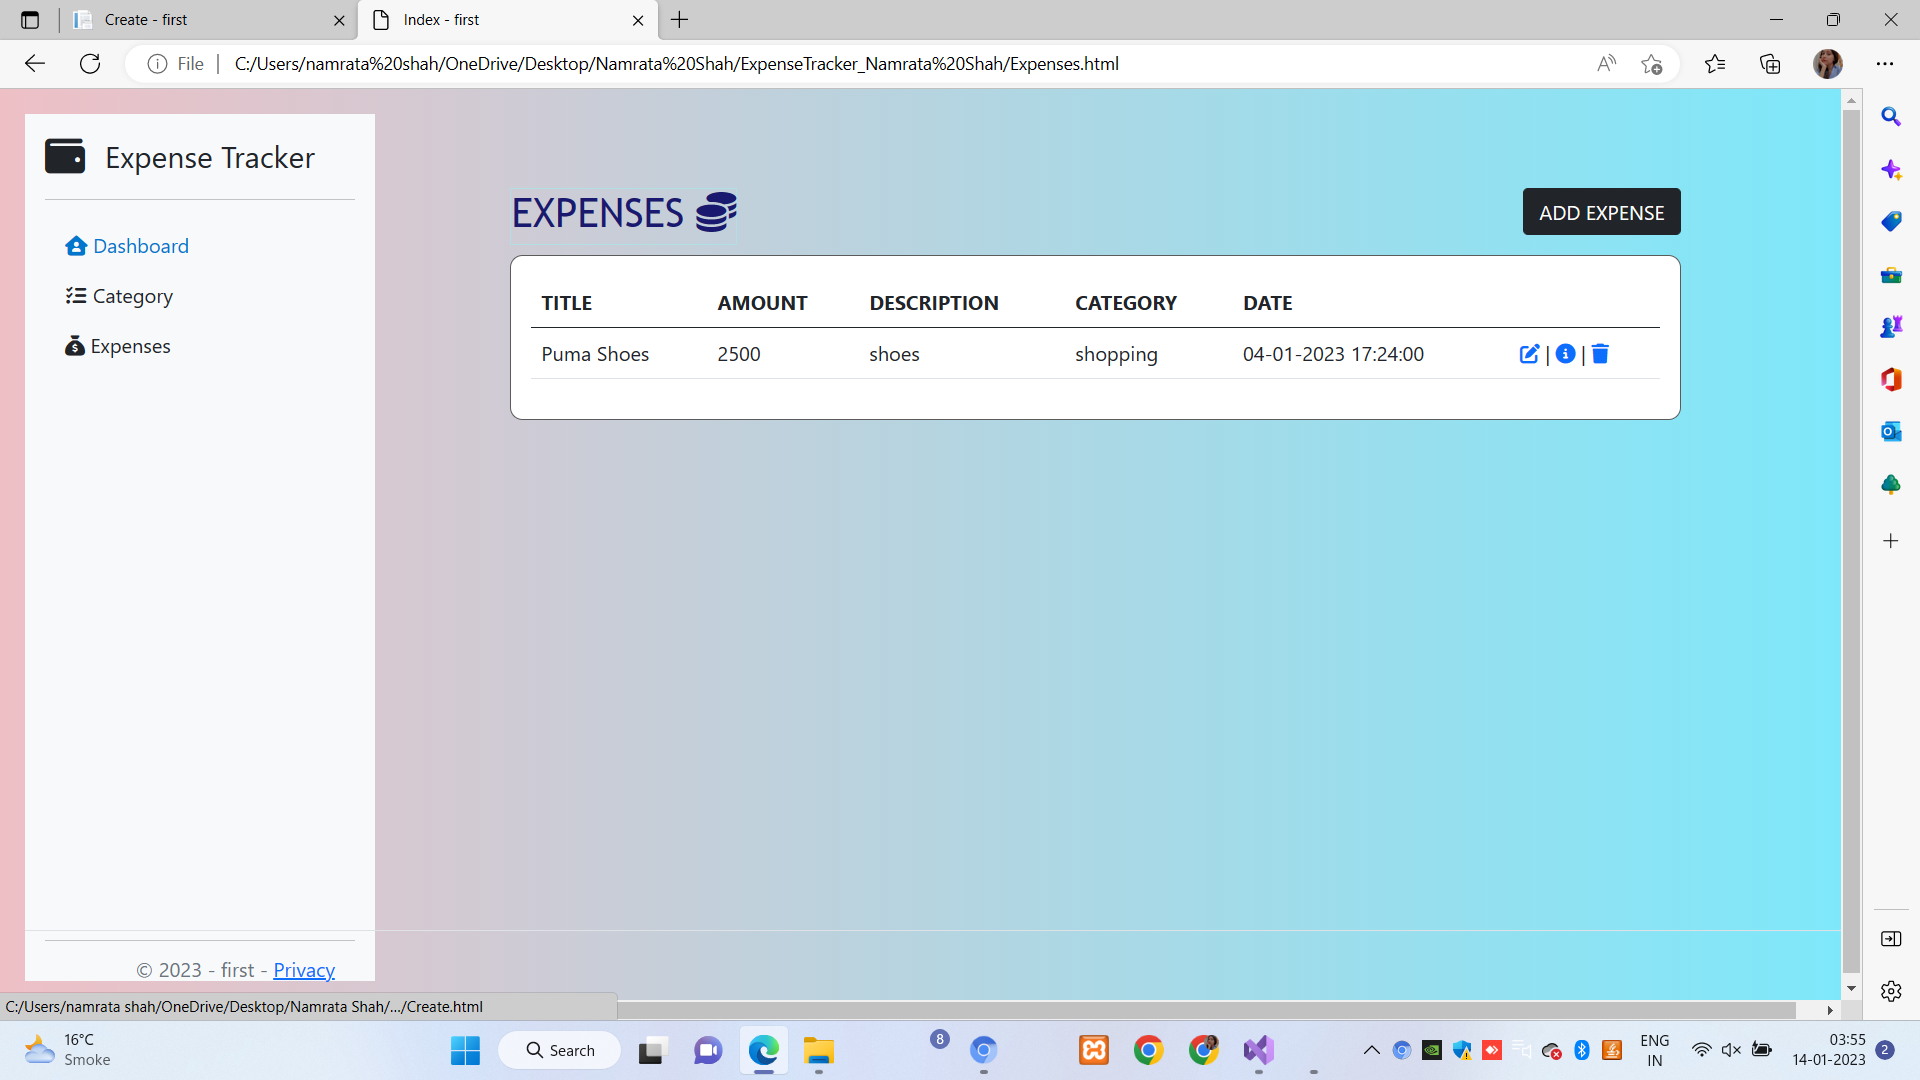 Create - first
Index - first
File
C:/Users/namrata%20shah/OneDrive/Desktop/Namrata%20Shah/ExpenseTracker_Namrata%20Shah/Expenses.html
Expense Tracker
Dashboard
Category
Expenses
EXPENSES
ADD EXPENSE
TITLE AMOUNT DESCRIPTION CATEGORY DATE
Puma Shoes 2500 shoes shopping 04-01-2023 17:24:00 | |
© 2023 - first - Privacy
C:/Users/namrata shah/OneDrive/Desktop/Namrata Shah/.../Create.html
16°C
Smoke
Search
8
ENG
IN
03:55
14-01-2023
2